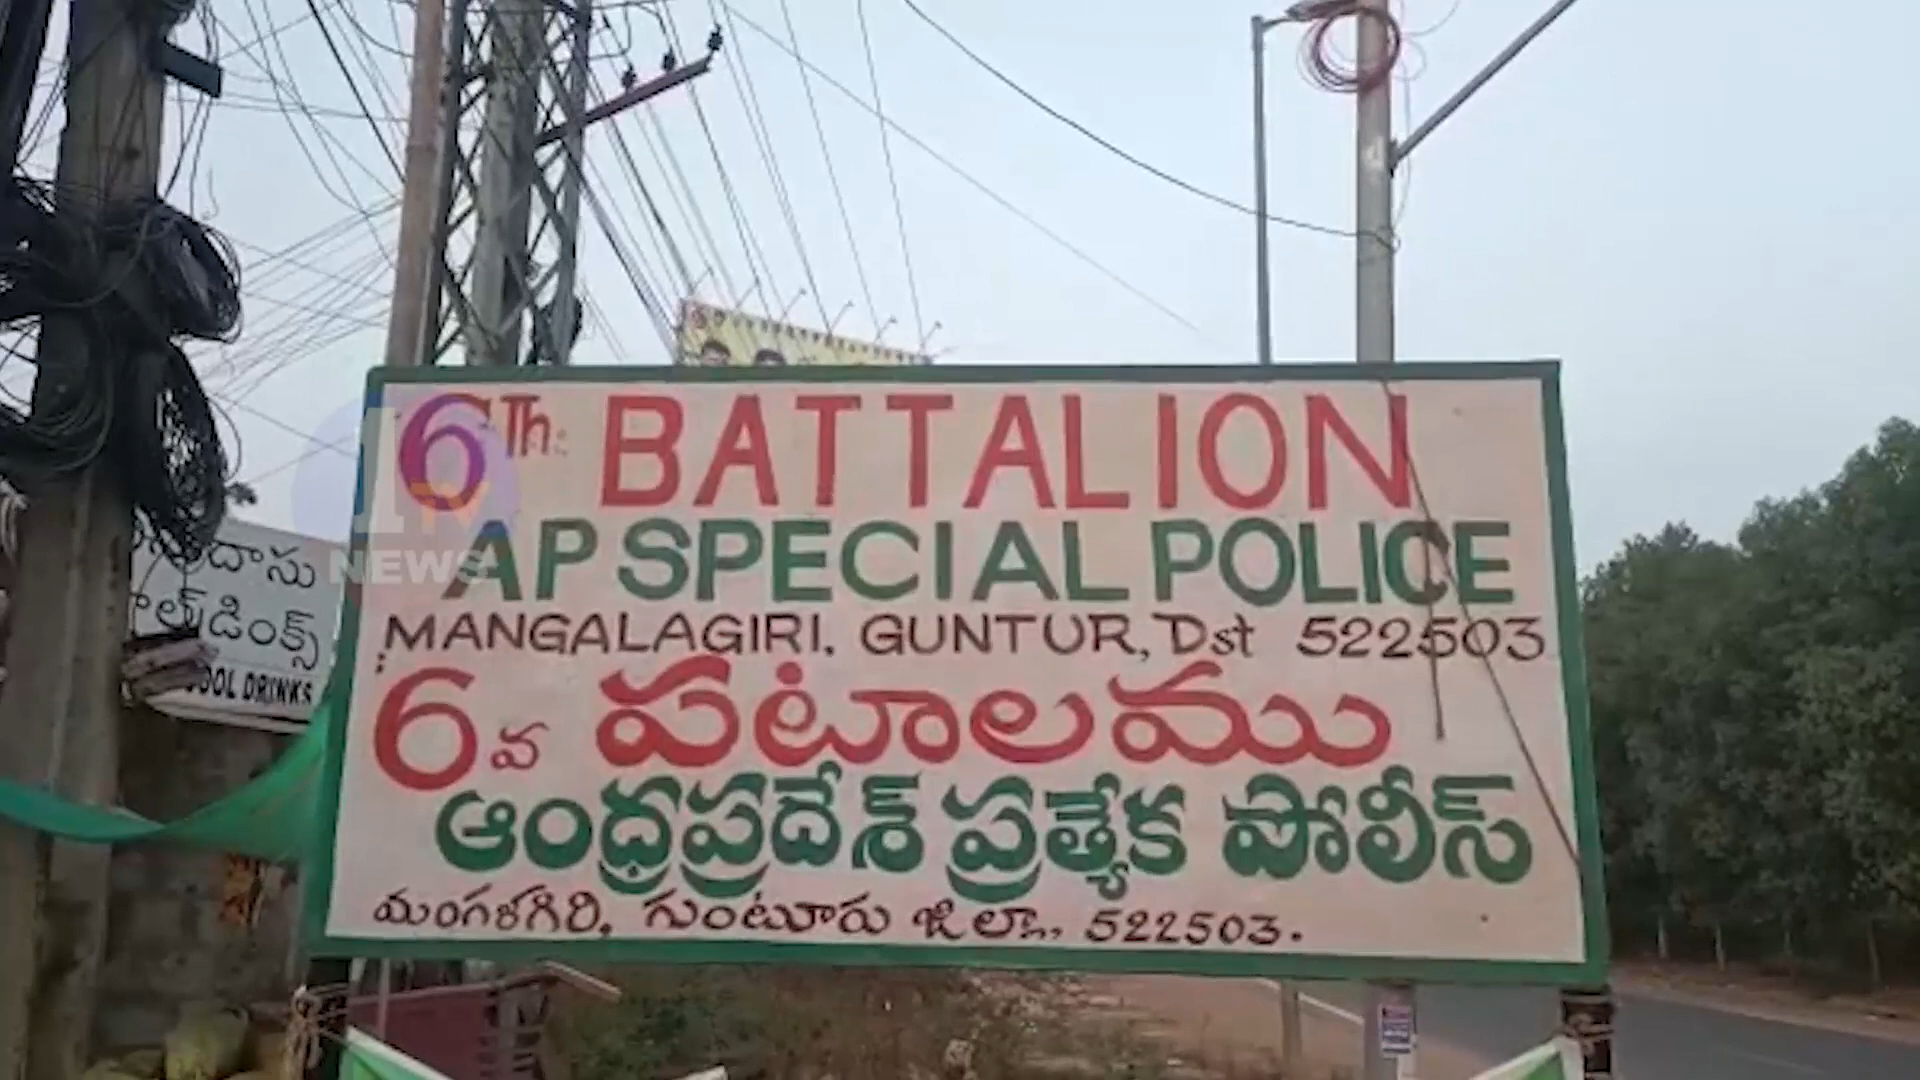 6Th: BATTALION
AP SPECIAL POLICE
MANGALAGIRI, GUNTUR, Dst 522503
6వ పటాలము
ఆంధ్రప్రదేశ్ ప్రత్యేక పోలీస్
మంగళగిరి, గుంటూరు జిల్లా, 522503.
NEWS
DRINKS